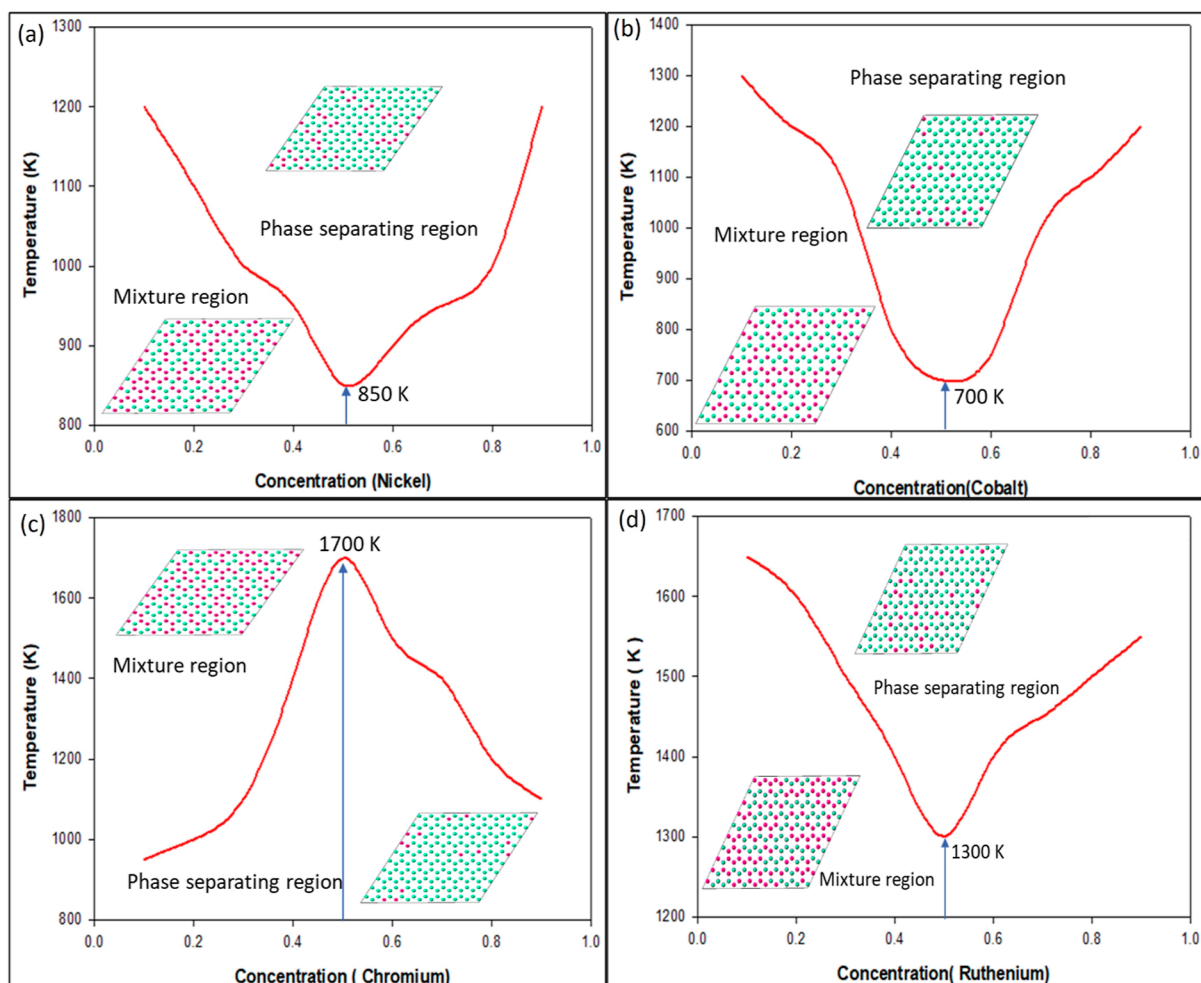 (a)
1300
1200
1100
1000
900
800
Temperature (K)
Phase separating region
Mixture region
850 K
0.0 0.2 0.4 0.6 0.8 1.0
Concentration (Nickel)
(b)
1400
1300
1200
1100
1000
900
800
700
600
Temperature (K)
Phase separating region
Mixture region
700 K
0.0 0.2 0.4 0.6 0.8 1.0
Concentration(Cobalt)
(c)
1800
1600
1400
1200
1000
800
Temperature (K)
1700 K
Mixture region
Phase separating region
0.0 0.2 0.4 0.6 0.8 1.0
Concentration ( Chromium)
(d)
1700
1600
1500
1400
1300
1200
Temperature ( K )
Phase separating region
1300 K
Mixture region
0.0 0.2 0.4 0.6 0.8 1.0
Concentration( Ruthenium)